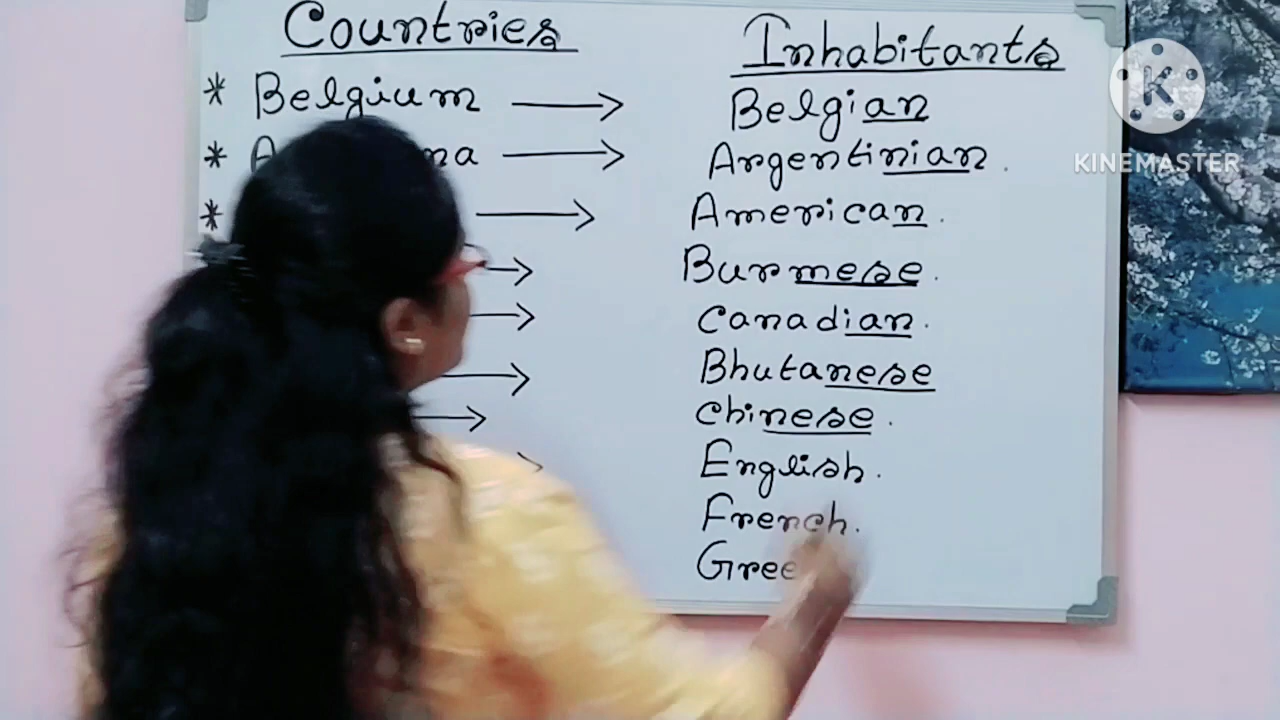 Countries Inhabitants
* Belgium → Belgian
* → Argentinian.
* → American.
→ Burmese.
→ Canadian.
→ Bhutanese
→ Chinese.
→ English.
French.
K
KINEMASTER